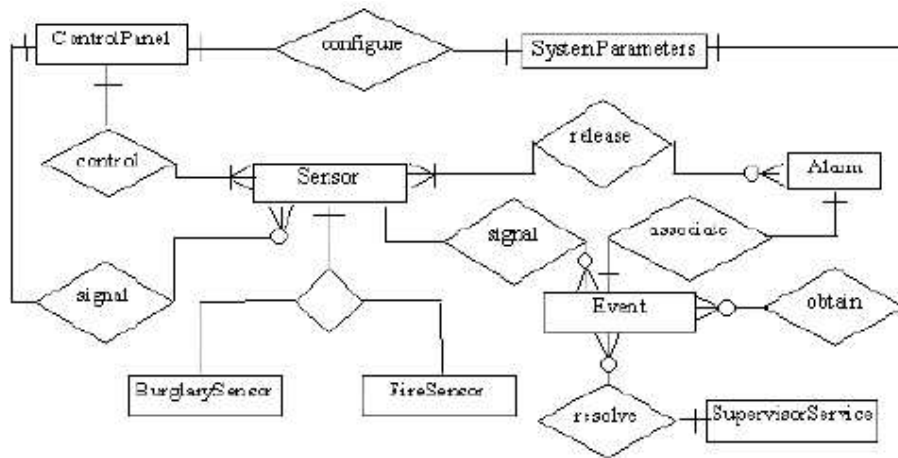 ControlPanel
configure
SystemParameters
release
control
Sensor
Alarm
signal
associate
signal
Event
obtain
BurglarySensor
FireSensor
resolve
SupervisorService